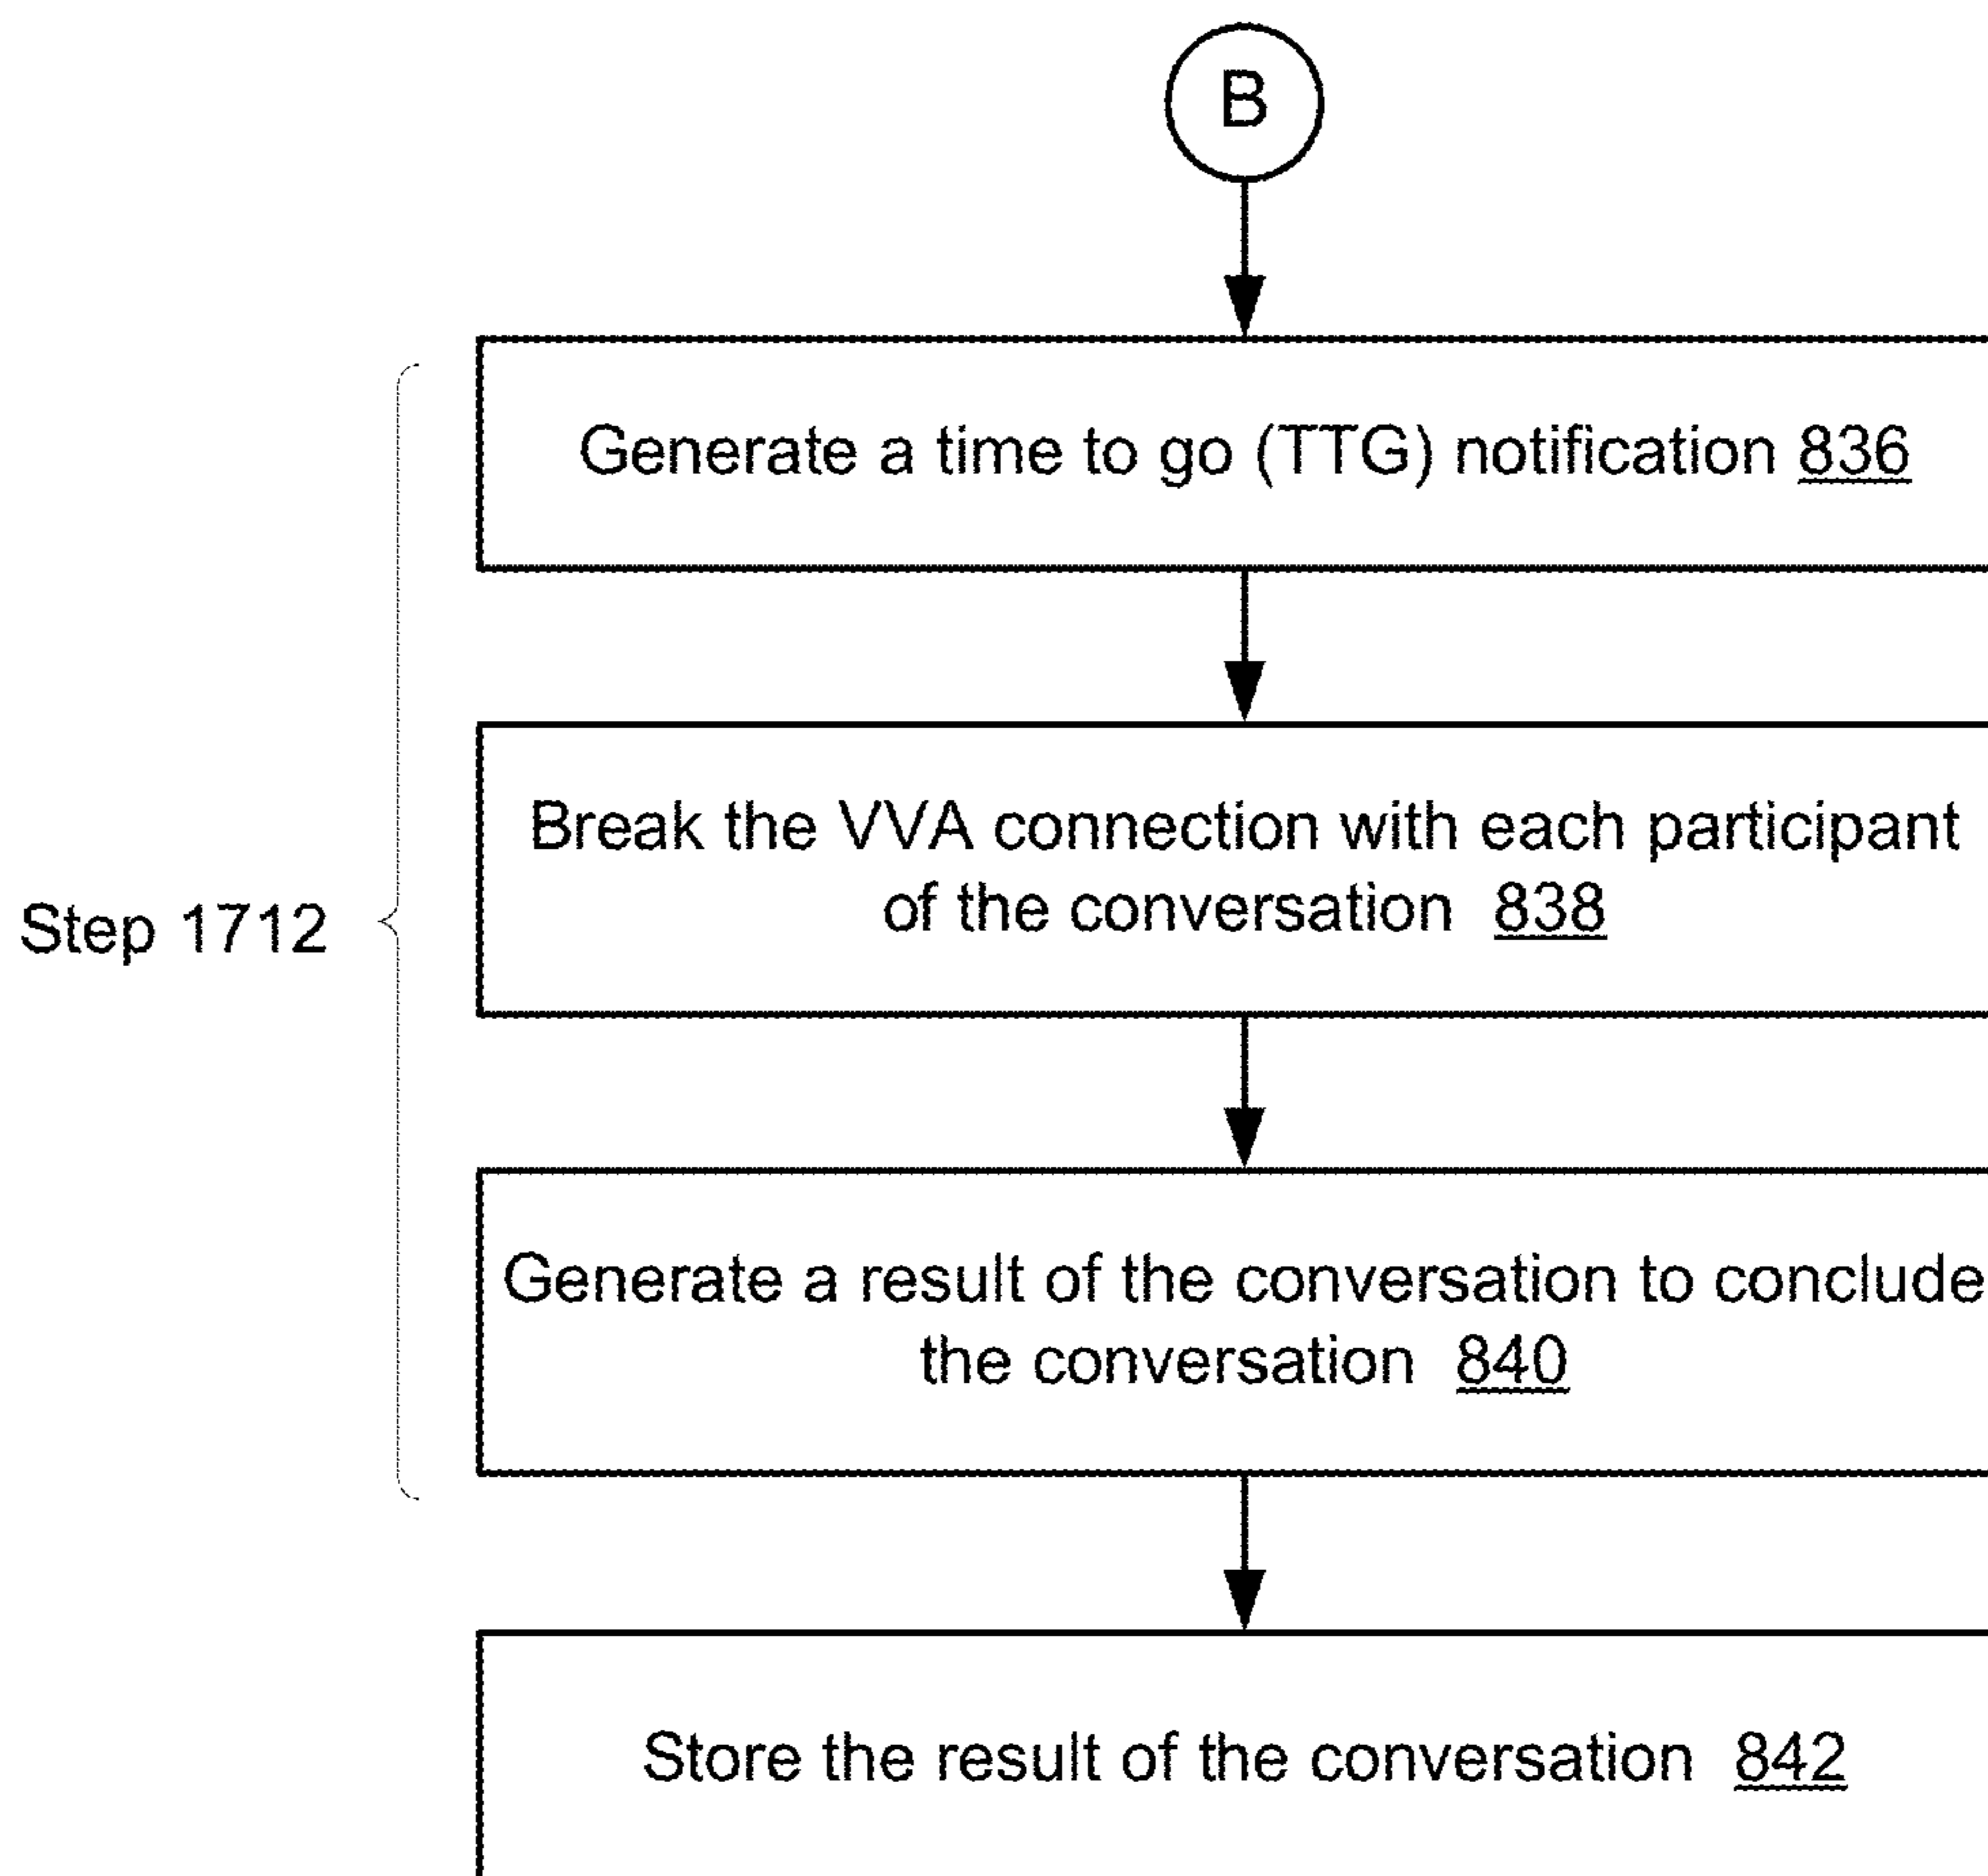 B
Generate a time to go (TTG) notification 836
Break the VVA connection with each participant
of the conversation 838
Step 1712
Generate a result of the conversation to conclude
the conversation 840
Store the result of the conversation 842